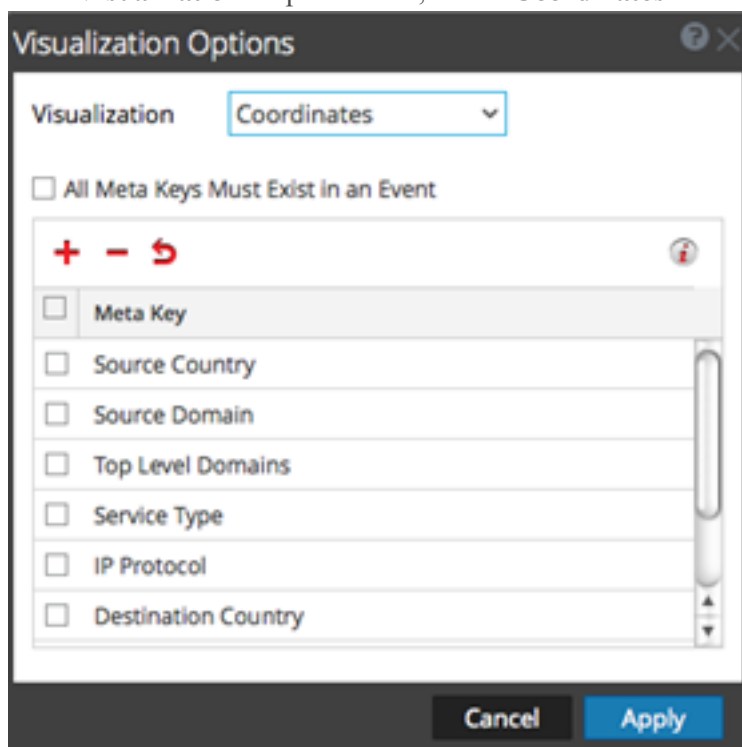 Visualization Options
Visualization Coordinates
All Meta Keys Must Exist in an Event
Meta Key
Source Country
Source Domain
Top Level Domains
Service Type
IP Protocol
Destination Country
Cancel Apply